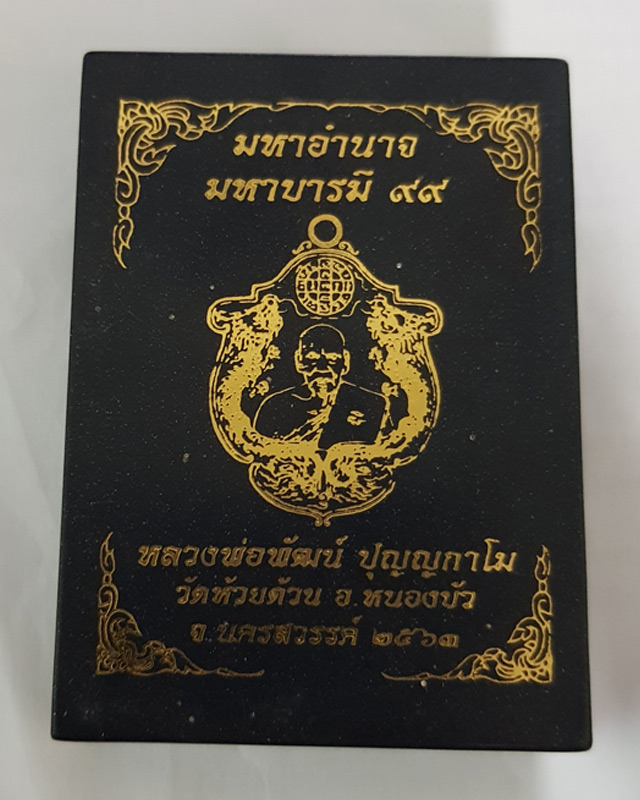 มหาอำนาจ
มหาบารมี ๙๙
หลวงพ่อพัฒน์ ปุญญกาโม
วัดห้วยด้วน อ.หนองบัว
จ.นครสวรรค์ ๒๕๖๓